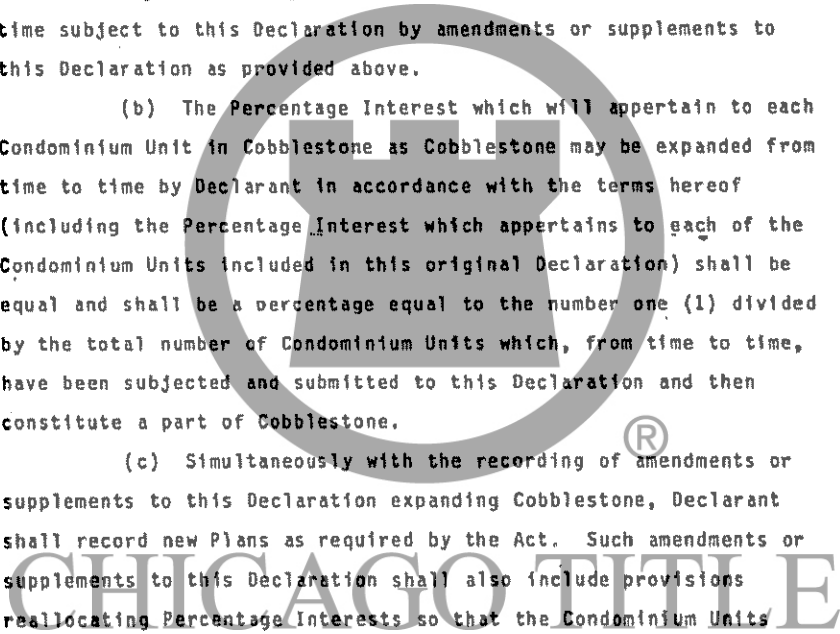 time subject to this Declaration by amendments or supplements to
this Declaration as provided above.
(b) The Percentage Interest which will appertain to each
Condominium Unit in Cobblestone as Cobblestone may be expanded from
time to time by Declarant in accordance with the terms hereof
(including the Percentage Interest which appertains to each of the
Condominium Units included in this original Declaration) shall be
equal and shall be a percentage equal to the number one (1) divided
by the total number of Condominium Units which, from time to time,
have been subjected and submitted to this Declaration and then
constitute a part of Cobblestone.
®
(c) Simultaneously with the recording of amendments or
supplements to this Declaration expanding Cobblestone, Declarant
shall record new Plans as required by the Act. Such amendments or
CHICAGO TITLE
supplements to this Declaration shall also include provisions
reallocating Percentage Interests so that the Condominium Units